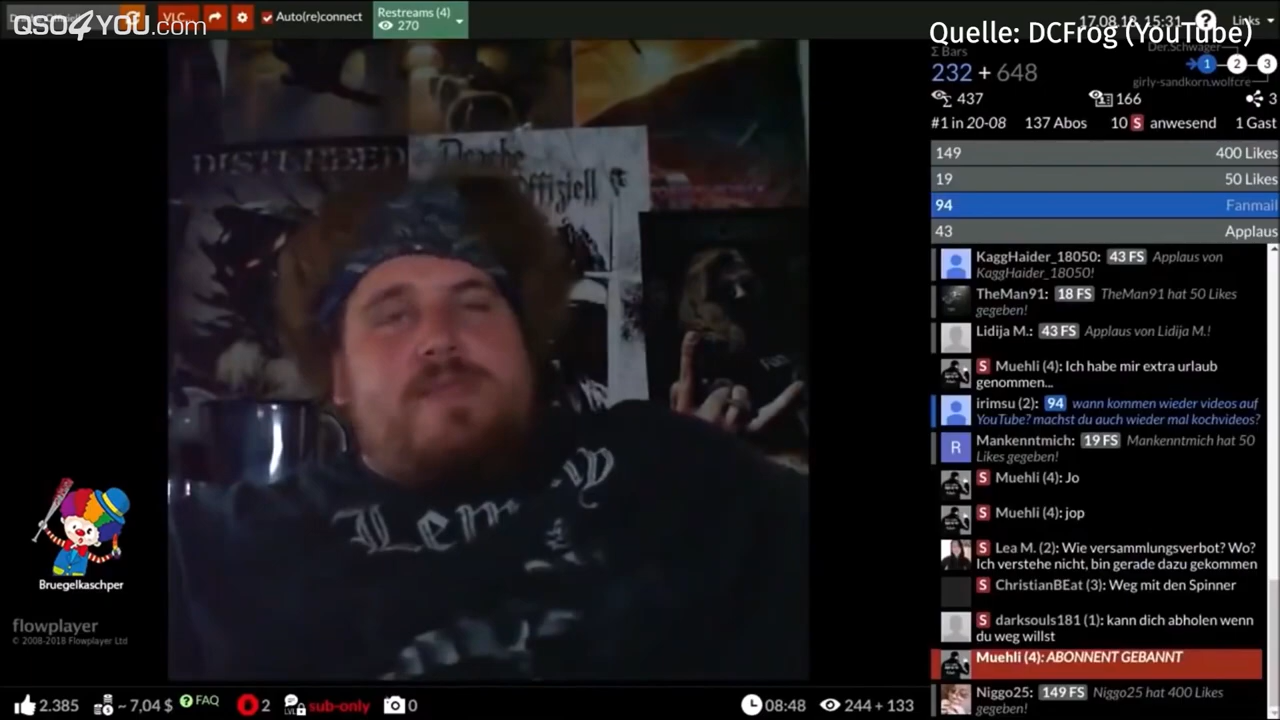 QSO4YOU.com
VLC
Auto(re)connect
Restreams (4)
270
17.08.18, 15:31
Links
Quelle: DCFrog (YouTube)
Σ Bars
Der.Schwager
232 + 648
1 2 3
girly-sandkorn.wolfcre
437
166
3
#1 in 20-08 137 Abos 10 S anwesend 1 Gast
149 400 Likes
19 50 Likes
94 Fanmail
43 Applaus
KaggHaider_18050: 43 FS Applaus von
KaggHaider_18050!
TheMan91: 18 FS TheMan91 hat 50 Likes
gegeben!
Lidija M.: 43 FS Applaus von Lidija M.!
S Muehli (4): Ich habe mir extra urlaub
genommen...
irimsu (2): 94 wann kommen wieder videos auf
YouTube? machst du auch wieder mal kochvideos?
R Mankenntmich: 19 FS Mankenntmich hat 50
Likes gegeben!
S Muehli (4): Jo
S Muehli (4): jop
S Lea M. (2): Wie versammlungsverbot? Wo?
Ich verstehe nicht, bin gerade dazu gekommen
S ChristianBEat (3): Weg mit den Spinner
S darksouls181 (1): kann dich abholen wenn
du weg willst
Muehli (4): ABONNENT GEBANNT
Niggo25: 149 FS Niggo25 hat 400 Likes
gegeben!
DISTURBED
Drache
Offiziell
Lemmy
Bruegelkaschper
flowplayer
© 2008-2018 Flowplayer Ltd
2.385
~ 7,04 $
? FAQ
2
LVL
sub-only
0
08:48
244 + 133